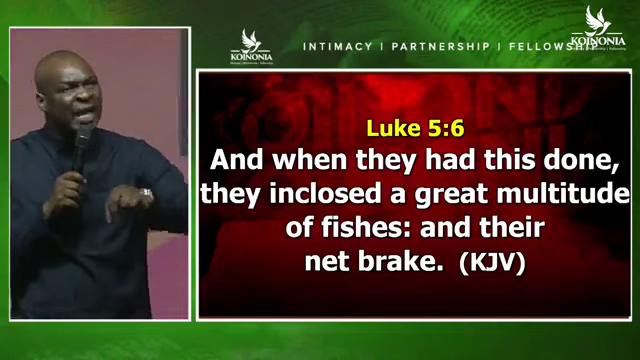 KOINONIA
INTIMACY | PARTNERSHIP | FELLOWSHIP
KOINONIA
Luke 5:6
And when they had this done,
they inclosed a great multitude
of fishes: and their
net brake. (KJV)